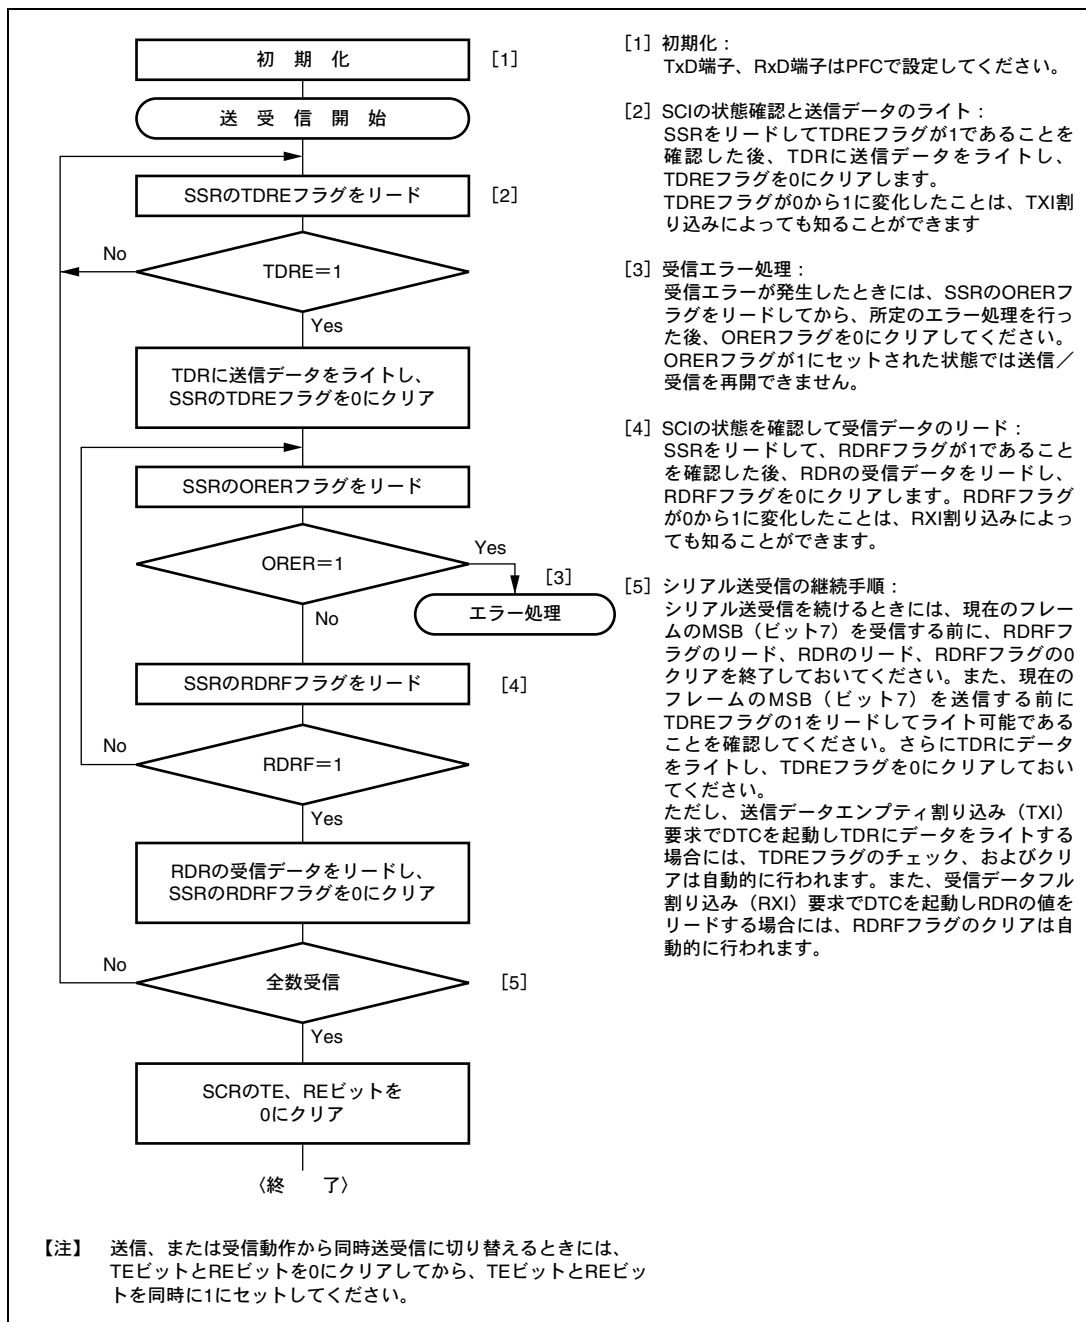 初 期 化 [1]
送 受 信 開 始
SSRのTDREフラグをリード [2]
No
TDRE=1
Yes
TDRに送信データをライトし、
SSRのTDREフラグを0にクリア
SSRのORERフラグをリード
Yes
ORER=1
[3]
エラー処理
No
SSRのRDRFフラグをリード [4]
No
RDRF=1
Yes
RDRの受信データをリードし、
SSRのRDRFフラグを0にクリア
No
全数受信 [5]
Yes
SCRのTE、REビットを
0にクリア
〈終 了〉
[1] 初期化:
TxD端子、RxD端子はPFCで設定してください。
[2] SCIの状態確認と送信データのライト:
SSRをリードしてTDREフラグが1であることを
確認した後、TDRに送信データをライトし、
TDREフラグを0にクリアします。
TDREフラグが0から1に変化したことは、TXI割
り込みによっても知ることができます
[3] 受信エラー処理:
受信エラーが発生したときには、SSRのORERフ
ラグをリードしてから、所定のエラー処理を行っ
た後、ORERフラグを0にクリアしてください。
ORERフラグが1にセットされた状態では送信/
受信を再開できません。
[4] SCIの状態を確認して受信データのリード:
SSRをリードして、RDRFフラグが1であること
を確認した後、RDRの受信データをリードし、
RDRFフラグを0にクリアします。RDRFフラグ
が0から1に変化したことは、RXI割り込みによっ
ても知ることができます。
[5] シリアル送受信の継続手順:
シリアル送受信を続けるときには、現在のフレー
ムのMSB(ビット7)を受信する前に、RDRFフ
ラグのリード、RDRのリード、RDRFフラグの0
クリアを終了しておいてください。また、現在の
フレームのMSB(ビット7)を送信する前に
TDREフラグの1をリードしてライト可能である
ことを確認してください。さらにTDRにデータ
をライトし、TDREフラグを0にクリアしておい
てください。
ただし、送信データエンプティ割り込み(TXI)
要求でDTCを起動しTDRにデータをライトする
場合には、TDREフラグのチェック、およびクリ
アは自動的に行われます。また、受信データフル
割り込み(RXI)要求でDTCを起動しRDRの値を
リードする場合には、RDRFフラグのクリアは自
動的に行われます。
【注】 送信、または受信動作から同時送受信に切り替えるときには、
TEビットとREビットを0にクリアしてから、TEビットとREビッ
トを同時に1にセットしてください。